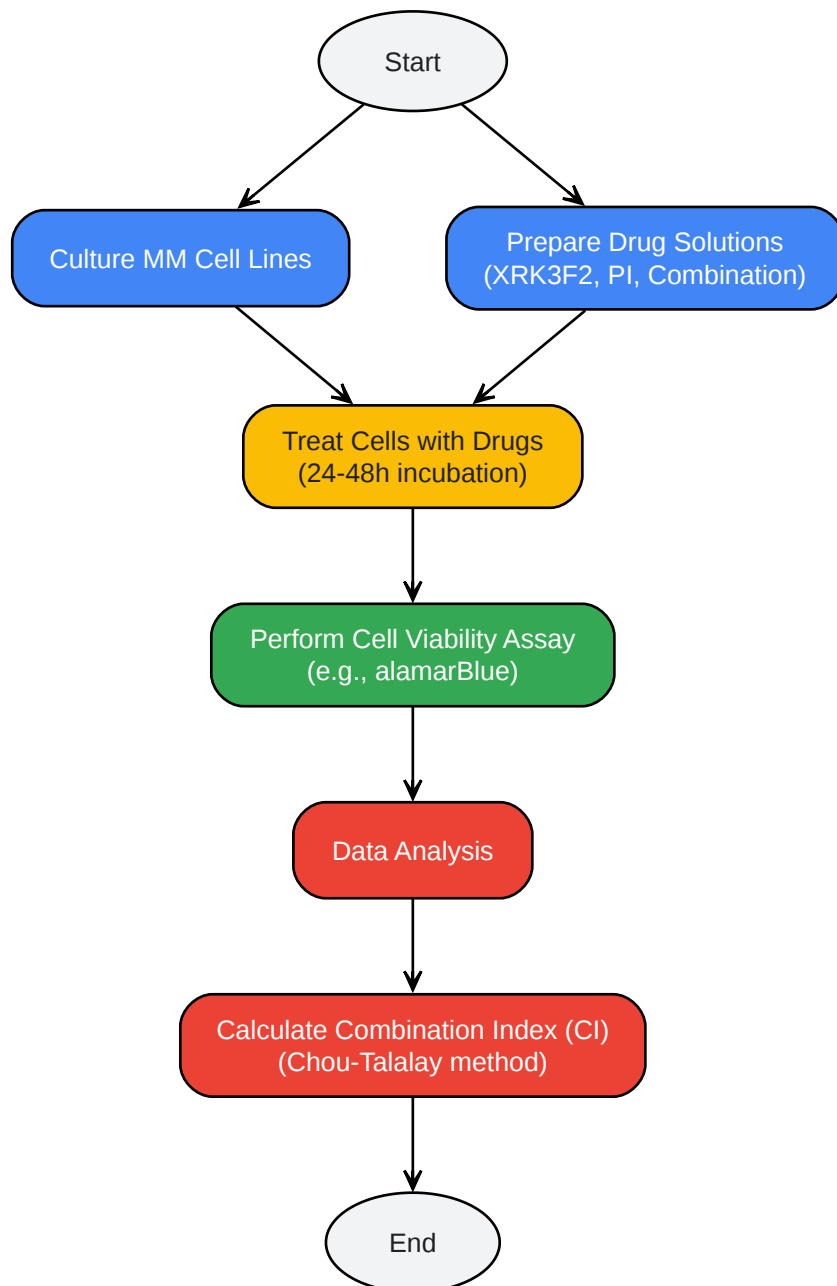 Start
Culture MM Cell Lines
Prepare Drug Solutions
(XRK3F2, PI, Combination)
Treat Cells with Drugs
(24-48h incubation)
Perform Cell Viability Assay
(e.g., alamarBlue)
Data Analysis
Calculate Combination Index (CI)
(Chou-Talalay method)
End